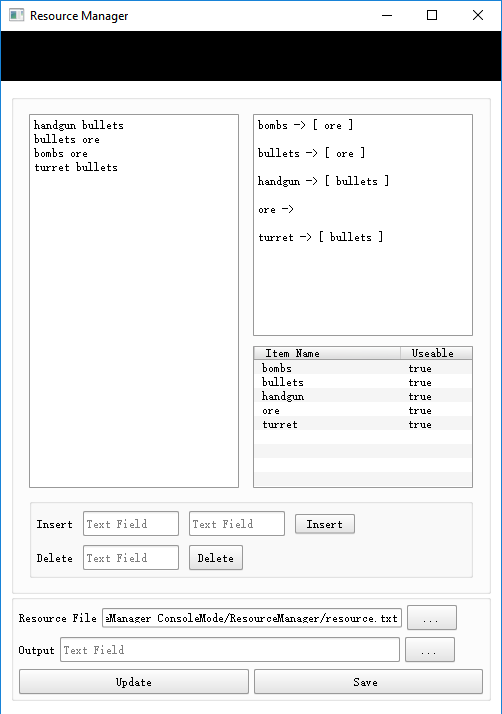 Resource Manager
handgun bullets
bullets ore
bombs ore
turret bullets
bombs -> [ ore ]
bullets -> [ ore ]
handgun -> [ bullets ]
ore ->
turret -> [ bullets ]
Item Name Useable
bombs true
bullets true
handgun true
ore true
turret true
Insert Text Field Text Field Insert
Delete Text Field Delete
Resource File eManager ConsoleMode/ResourceManager/resource.txt ...
Output Text Field ...
Update Save